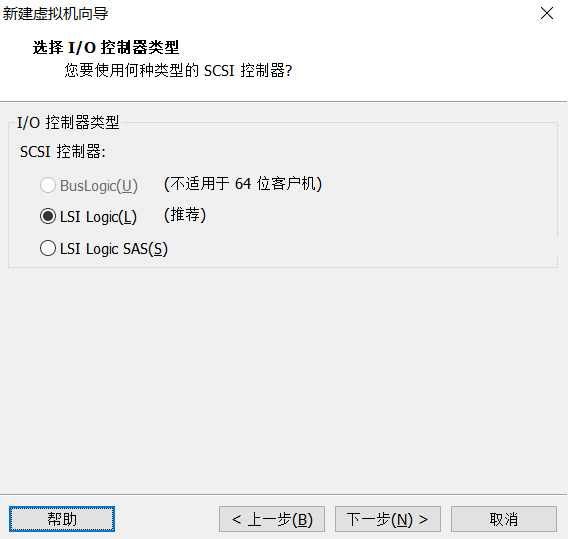 新建虚拟机向导
选择 I/O 控制器类型
您要使用何种类型的 SCSI 控制器?
I/O 控制器类型
SCSI 控制器:
BusLogic(U) (不适用于 64 位客户机)
LSI Logic(L) (推荐)
LSI Logic SAS(S)
帮助 < 上一步(B) 下一步(N) > 取消